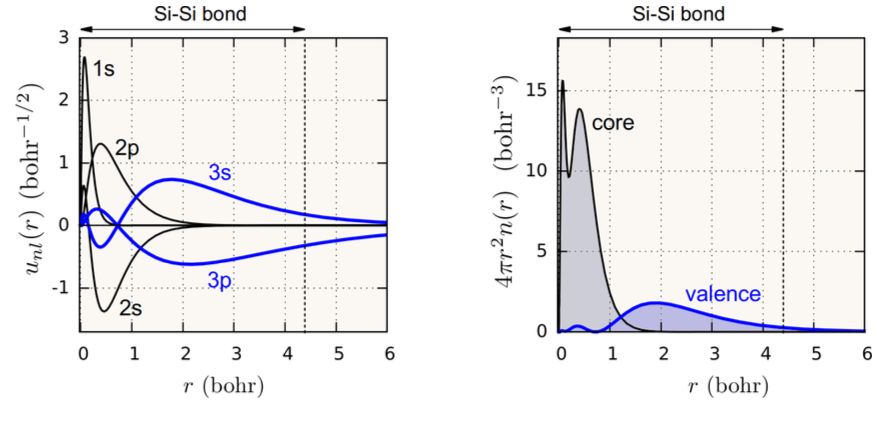 Si-Si bond
3
2
1
0
-1
u_{nl}(r) (bohr^{-1/2})
1s
2p
3s
3p
2s
0 1 2 3 4 5 6
r (bohr)
Si-Si bond
15
10
5
0
4πr²n(r) (bohr⁻³)
core
valence
0 1 2 3 4 5 6
r (bohr)